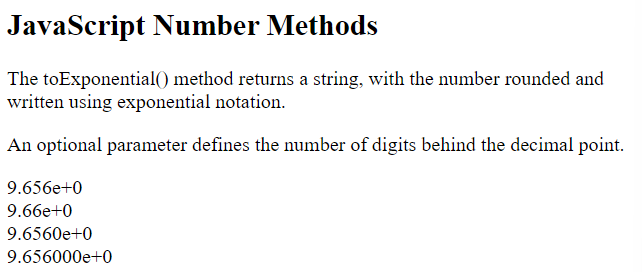 JavaScript Number Methods
The toExponential() method returns a string, with the number rounded and
written using exponential notation.
An optional parameter defines the number of digits behind the decimal point.
9.656e+0
9.66e+0
9.6560e+0
9.656000e+0